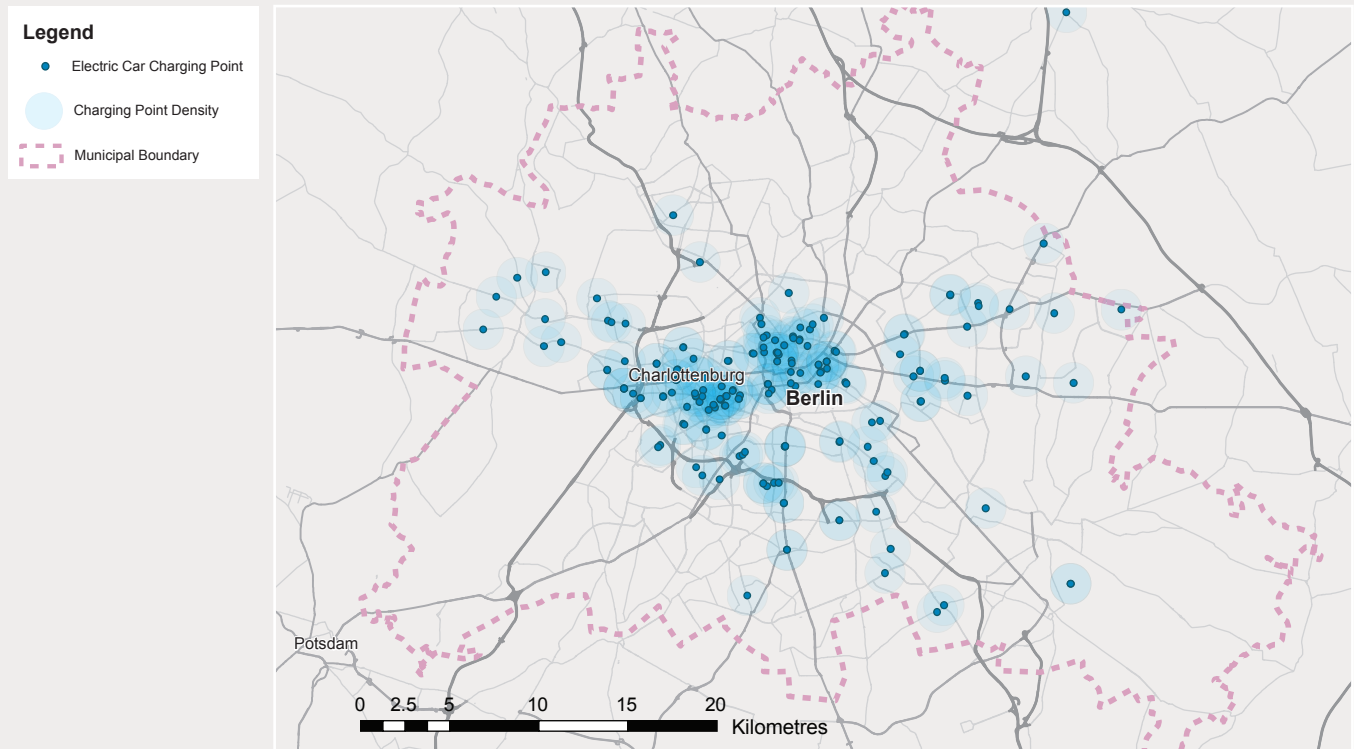 Legend
Electric Car Charging Point
Charging Point Density
Municipal Boundary
Charlottenburg
Berlin
Potsdam
0 2.5 5 10 15 20
Kilometres